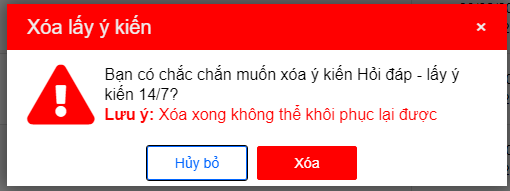 Xóa lấy ý kiến
×
Bạn có chắc chắn muốn xóa ý kiến Hỏi đáp - lấy ý
kiến 14/7?
Lưu ý: Xóa xong không thể khôi phục lại được
Hủy bỏ
Xóa